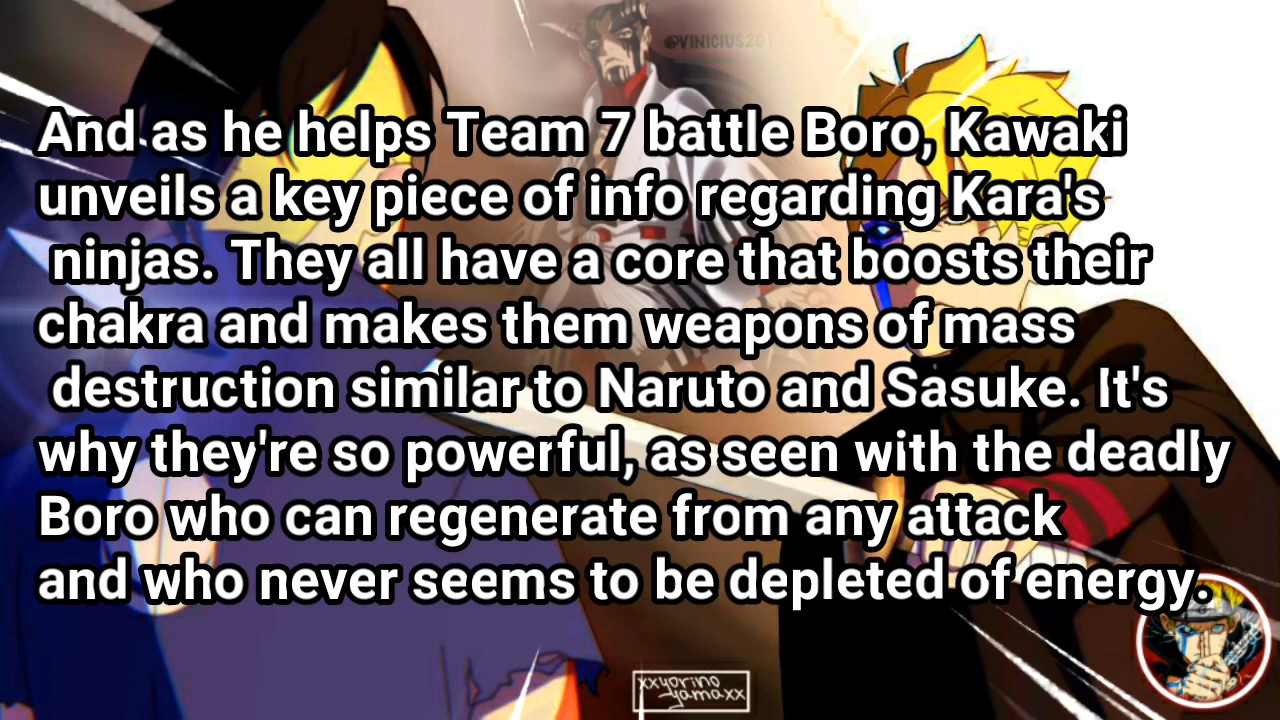 @VINICIUS201
And as he helps Team 7 battle Boro, Kawaki
unveils a key piece of info regarding Kara's
ninjas. They all have a core that boosts their
chakra and makes them weapons of mass
destruction similar to Naruto and Sasuke. It's
why they're so powerful, as seen with the deadly
Boro who can regenerate from any attack
and who never seems to be depleted of energy.
xxyorino
yamaxx